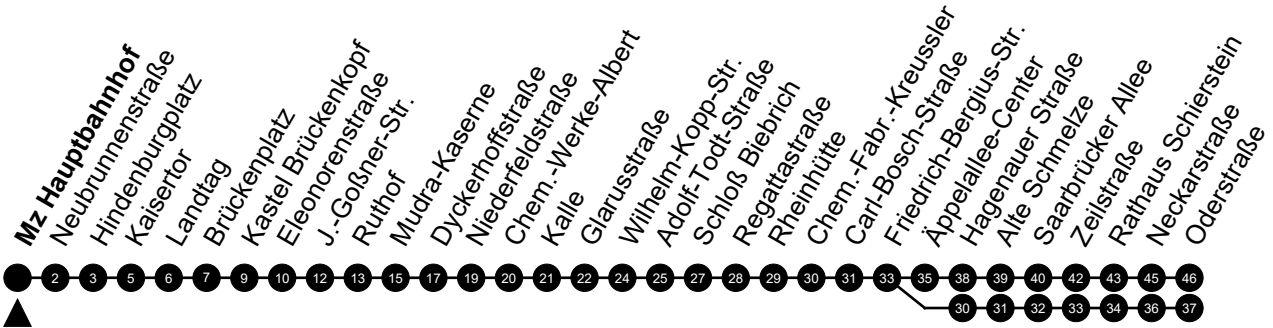 Mz Hauptbahnhof
Neubrunnenstraße
Hindenburgplatz
Kaisertor
Landtag
Brückenplatz
Kastel Brückenkopf
Eleonorenstraße
J.-Goßner-Str.
Ruthof
Mudra-Kaserne
Dyckerhoffstraße
Niederfeldstraße
Chem.-Werke-Albert
Kalle
Glarusstraße
Wilhelm-Kopp-Str.
Adolf-Todt-Straße
Schloß Biebrich
Regattastraße
Rheinhütte
Chem.-Fabr.-Kreussler
Carl-Bosch-Straße
Friedrich-Bergius-Str.
Äppelallee-Center
Hagenauer Straße
Alte Schmelze
Saarbrücker Allee
Zeilstraße
Rathaus Schierstein
Neckarstraße
Oderstraße
2 3 5 6 7 9 10 12 13 15 17 19 20 21 22 24 25 27 28 29 30 31 33 35 38 39 40 42 43 45 46
30 31 32 33 34 36 37